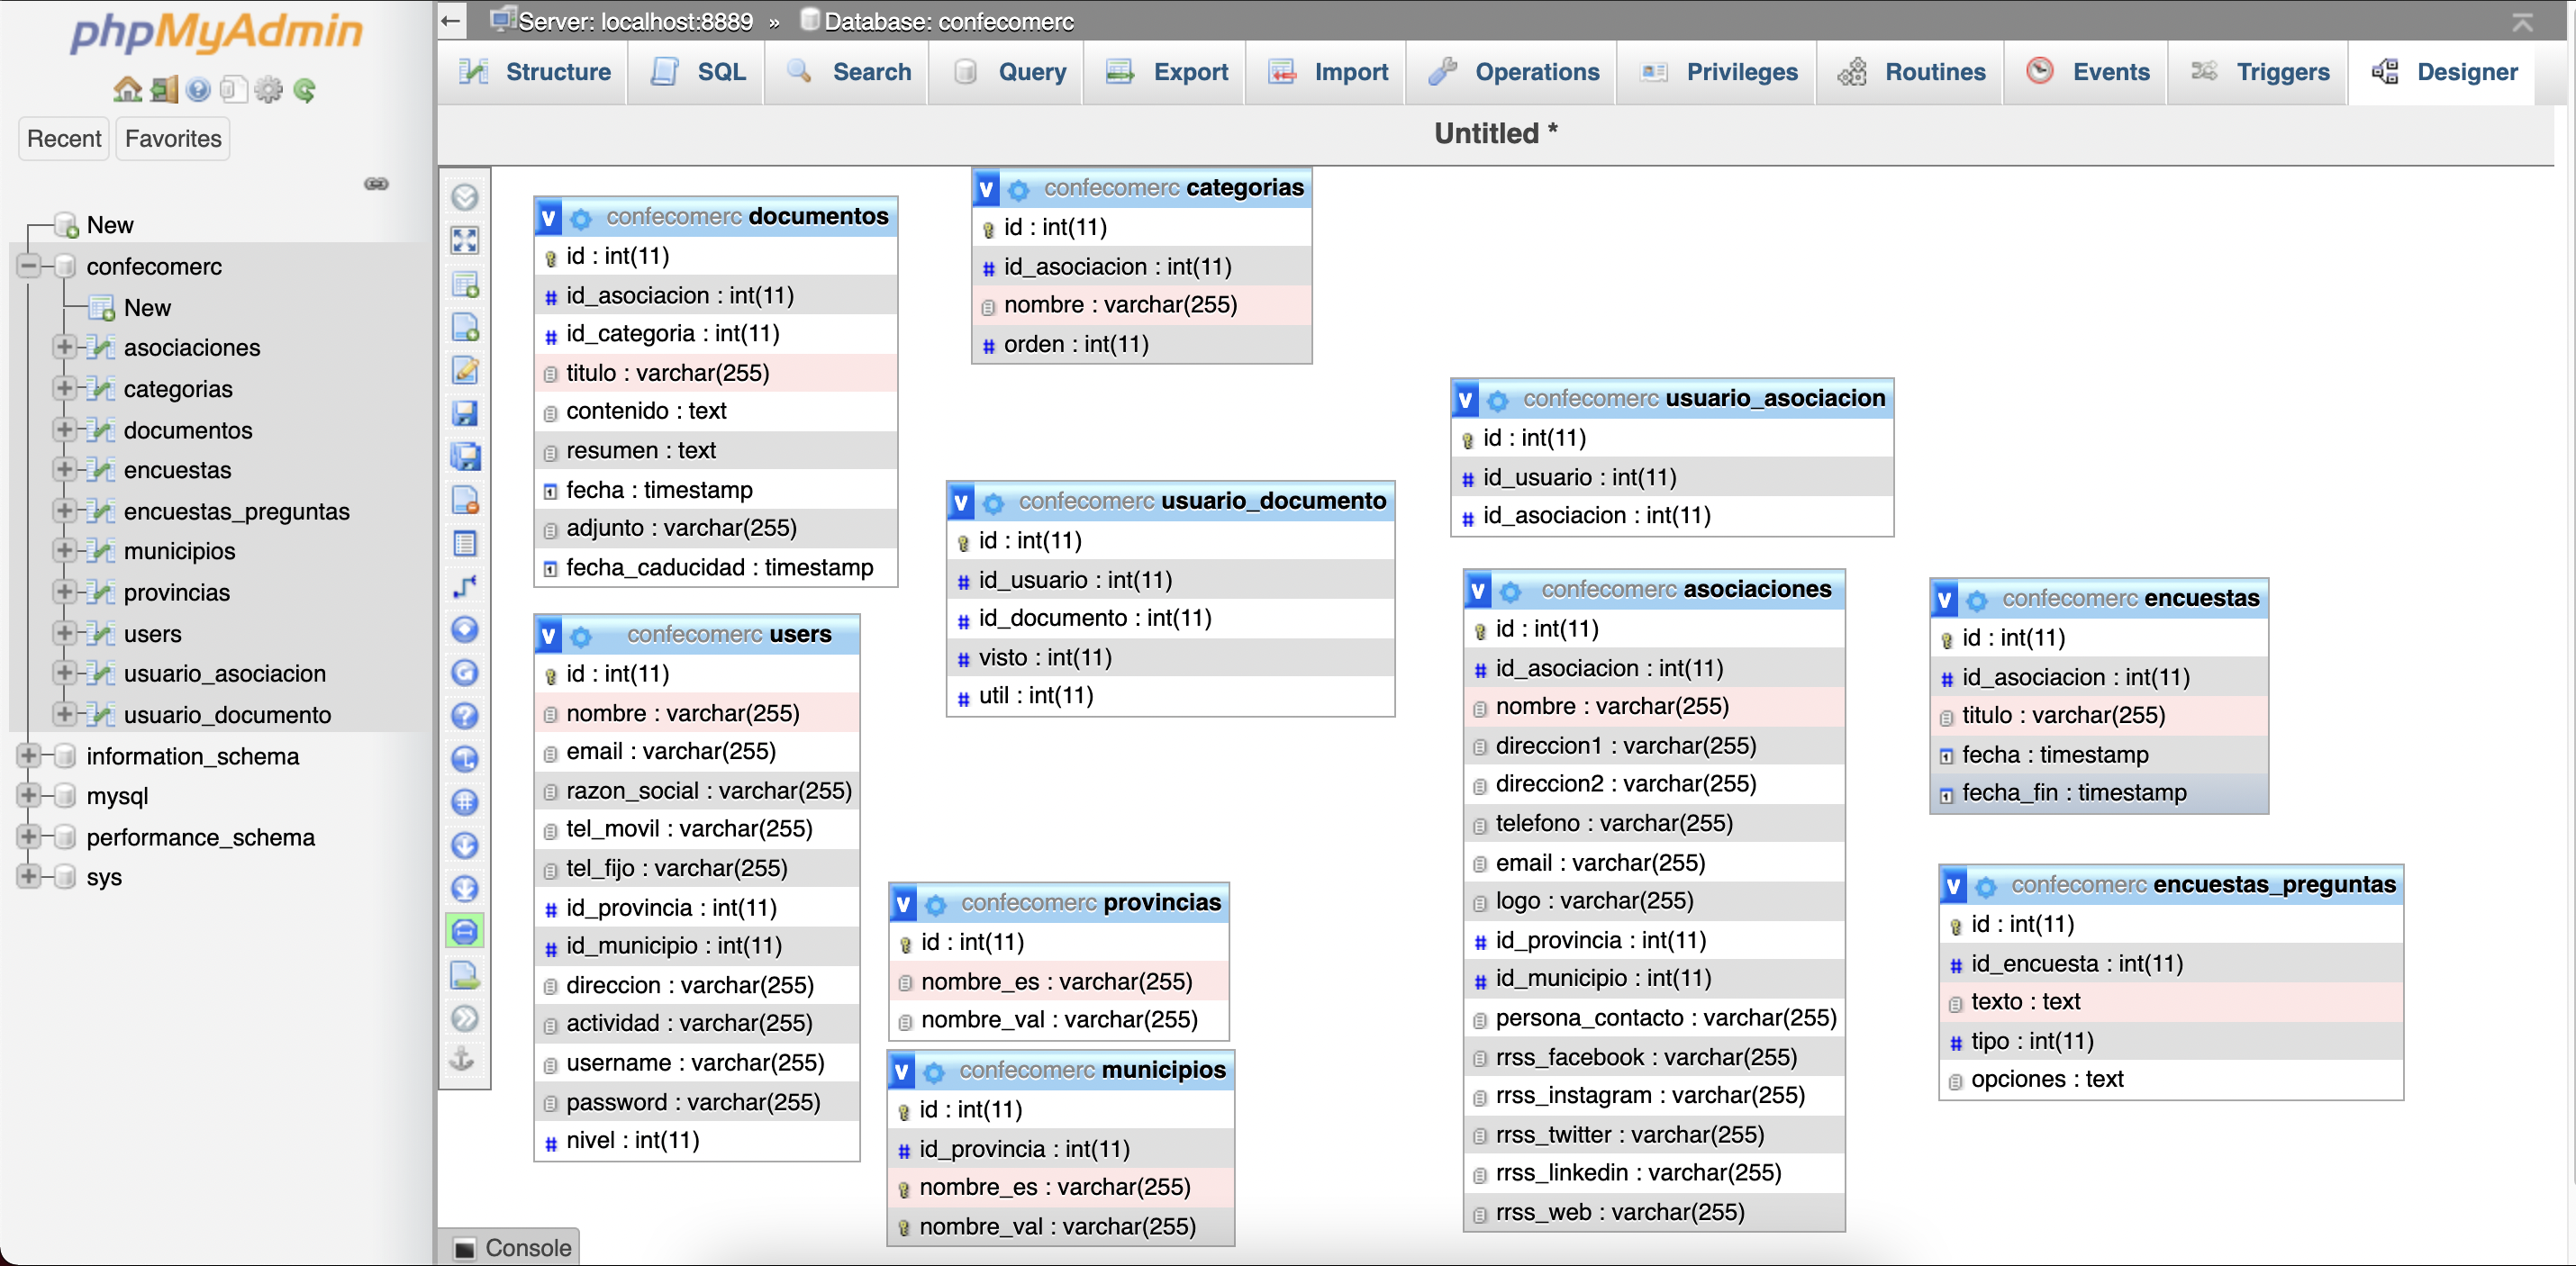 phpMyAdmin
Recent
Favorites
New
confecomerc
New
asociaciones
categorias
documentos
encuestas
encuestas_preguntas
municipios
provincias
users
usuario_asociacion
usuario_documento
information_schema
mysql
performance_schema
sys
Server: localhost:8889 » Database: confecomerc
Structure
SQL
Search
Query
Export
Import
Operations
Privileges
Routines
Events
Triggers
Designer
Untitled *
v confecomerc documentos
id : int(11)
# id_asociacion : int(11)
# id_categoria : int(11)
titulo : varchar(255)
contenido : text
resumen : text
fecha : timestamp
adjunto : varchar(255)
fecha_caducidad : timestamp
v confecomerc users
id : int(11)
nombre : varchar(255)
email : varchar(255)
razon_social : varchar(255)
tel_movil : varchar(255)
tel_fijo : varchar(255)
# id_provincia : int(11)
# id_municipio : int(11)
direccion : varchar(255)
actividad : varchar(255)
username : varchar(255)
password : varchar(255)
# nivel : int(11)
v confecomerc categorias
id : int(11)
# id_asociacion : int(11)
nombre : varchar(255)
# orden : int(11)
v confecomerc usuario_documento
id : int(11)
# id_usuario : int(11)
# id_documento : int(11)
# visto : int(11)
# util : int(11)
v confecomerc provincias
id : int(11)
nombre_es : varchar(255)
nombre_val : varchar(255)
v confecomerc municipios
id : int(11)
# id_provincia : int(11)
nombre_es : varchar(255)
nombre_val : varchar(255)
v confecomerc usuario_asociacion
id : int(11)
# id_usuario : int(11)
# id_asociacion : int(11)
v confecomerc asociaciones
id : int(11)
# id_asociacion : int(11)
nombre : varchar(255)
direccion1 : varchar(255)
direccion2 : varchar(255)
telefono : varchar(255)
email : varchar(255)
logo : varchar(255)
# id_provincia : int(11)
# id_municipio : int(11)
persona_contacto : varchar(255)
rrss_facebook : varchar(255)
rrss_instagram : varchar(255)
rrss_twitter : varchar(255)
rrss_linkedin : varchar(255)
rrss_web : varchar(255)
v confecomerc encuestas
id : int(11)
# id_asociacion : int(11)
titulo : varchar(255)
fecha : timestamp
fecha_fin : timestamp
v confecomerc encuestas_preguntas
id : int(11)
# id_encuesta : int(11)
texto : text
# tipo : int(11)
opciones : text
Console